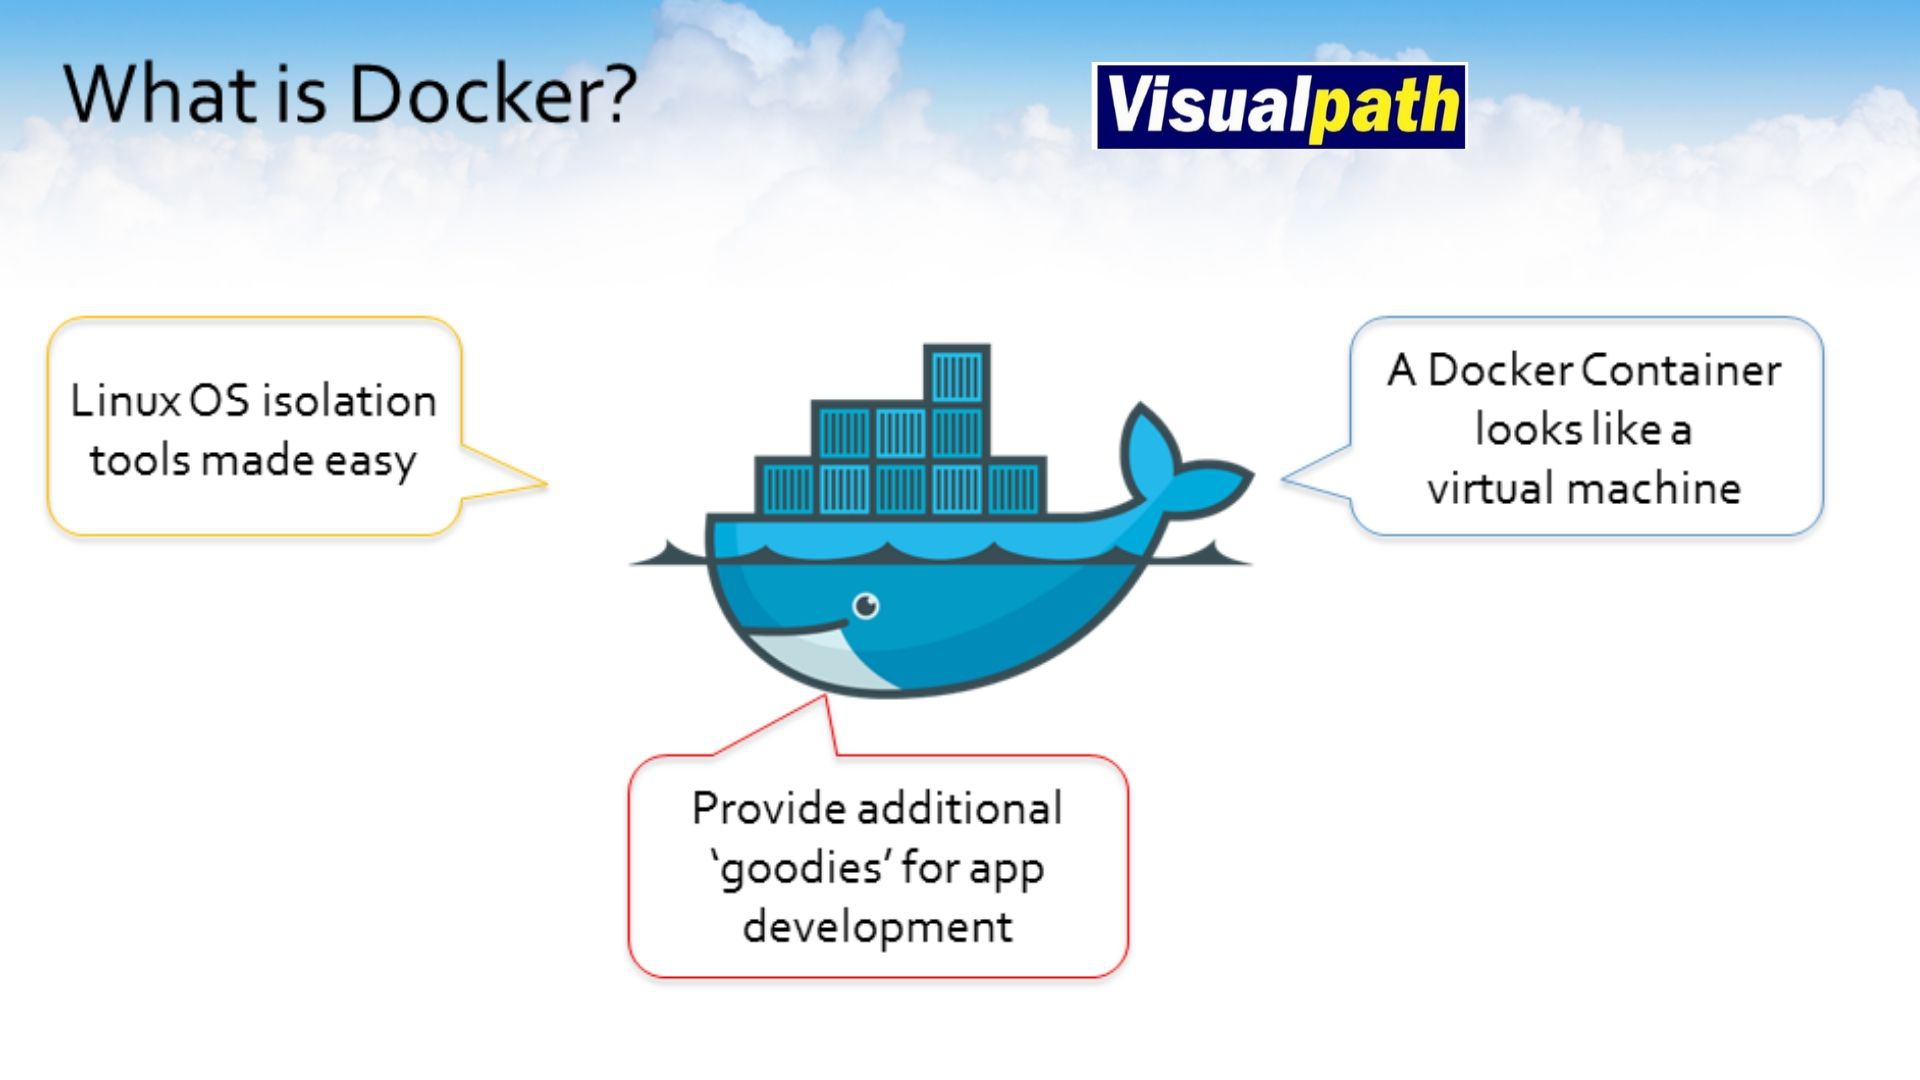 What is Docker?
Visualpath
Linux OS isolation
tools made easy
A Docker Container
looks like a
virtual machine
Provide additional
‘goodies’ for app
development